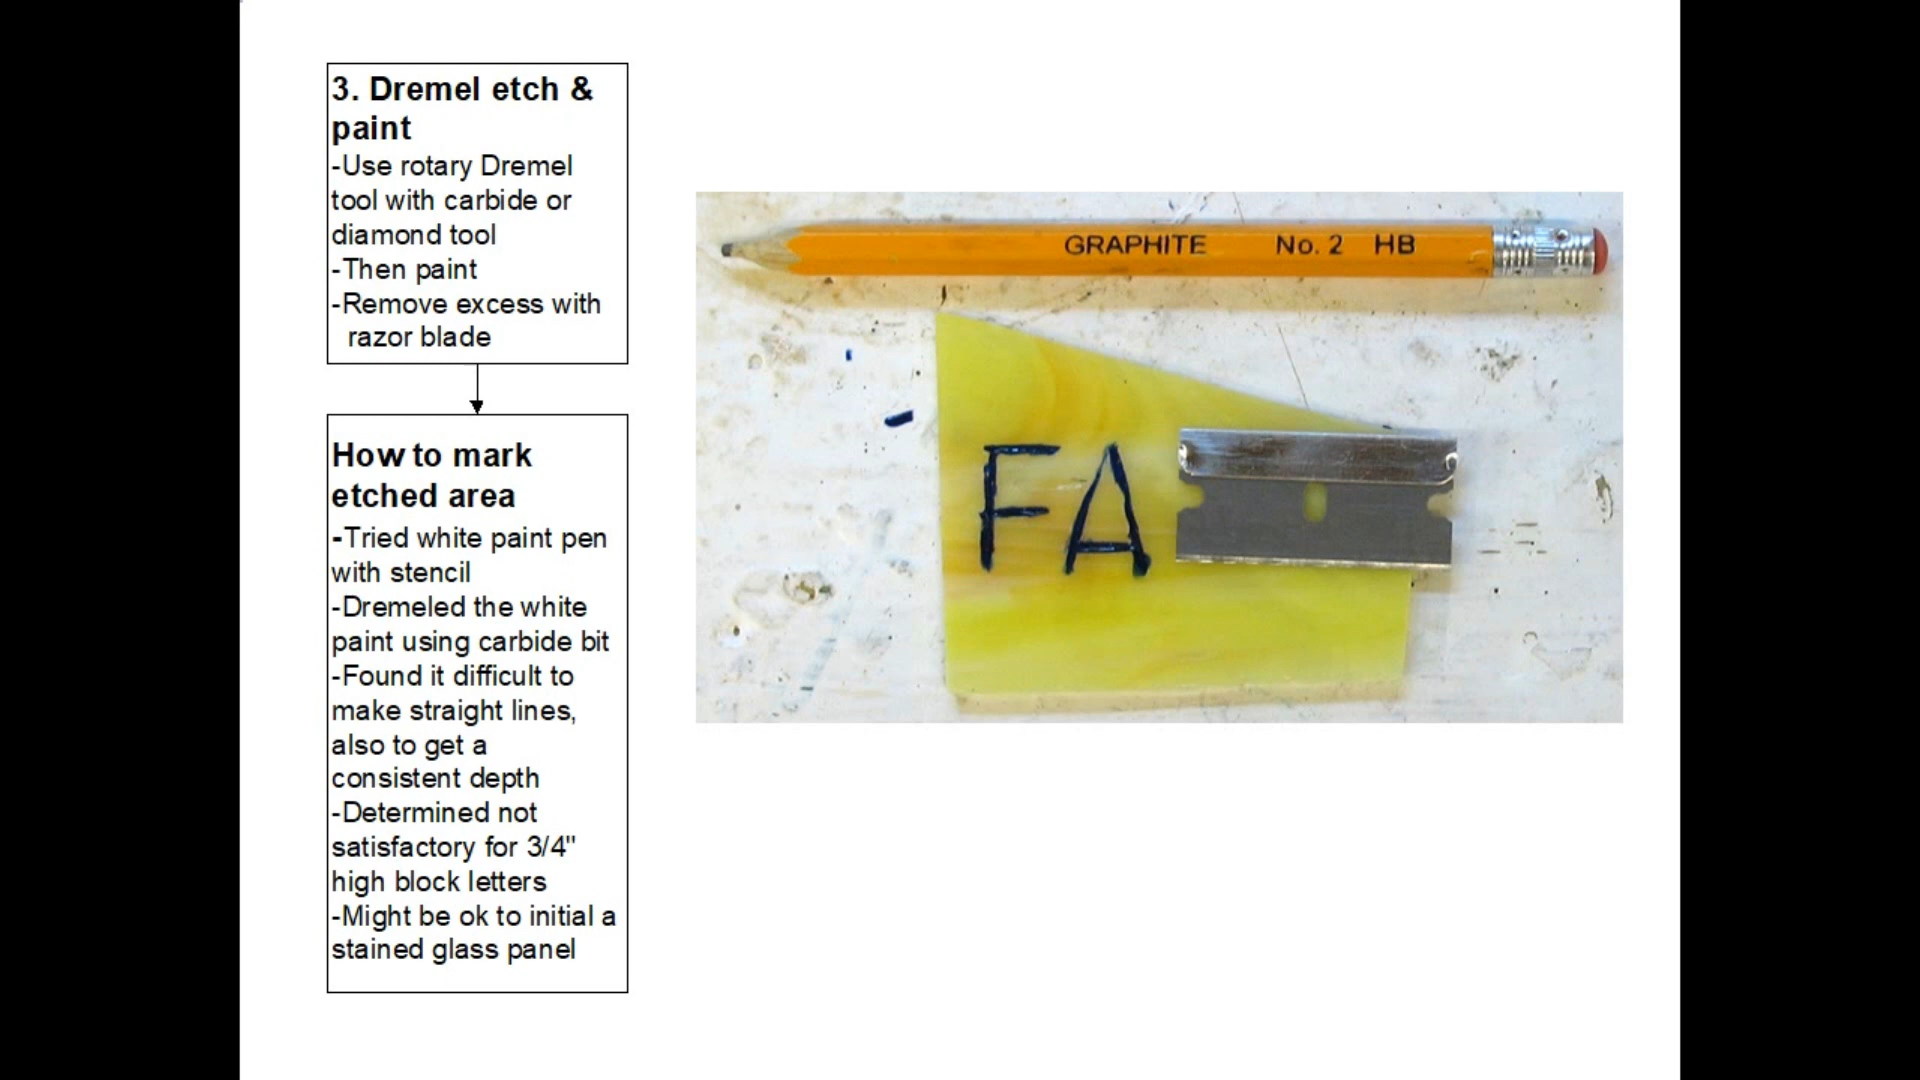 3. Dremel etch &
paint
-Use rotary Dremel
tool with carbide or
diamond tool
-Then paint
-Remove excess with
razor blade
How to mark
etched area
-Tried white paint pen
with stencil
-Dremeled the white
paint using carbide bit
-Found it difficult to
make straight lines,
also to get a
consistent depth
-Determined not
satisfactory for 3/4"
high block letters
-Might be ok to initial a
stained glass panel
GRAPHITE No. 2 HB
FA